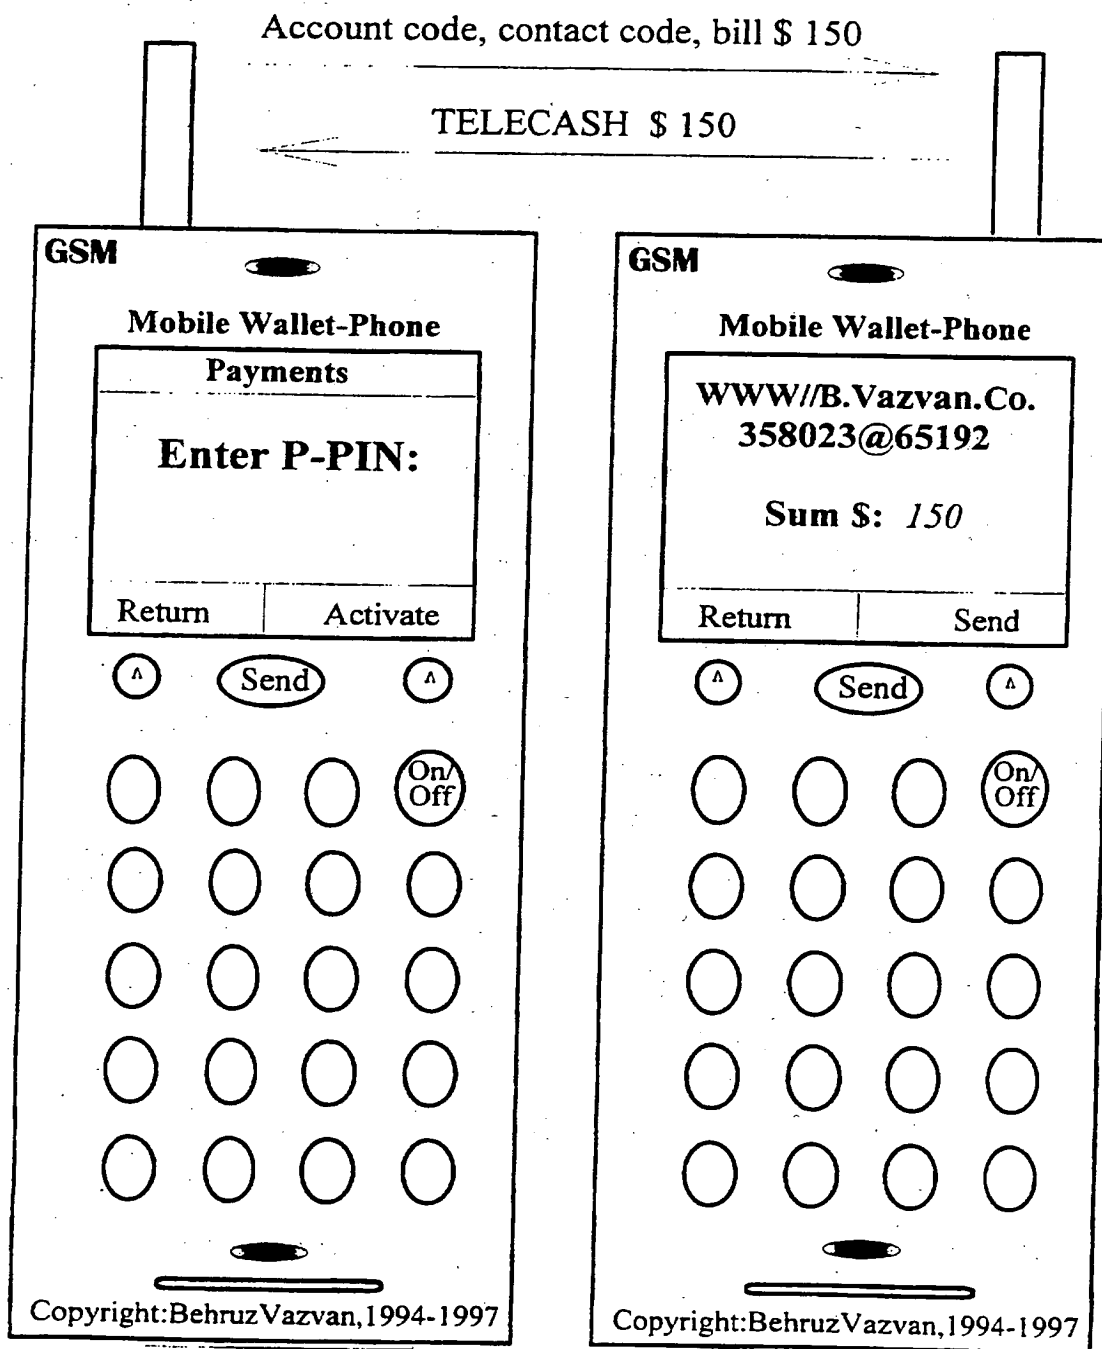 Account code, contact code, bill $ 150
TELECASH $ 150
GSM
Mobile Wallet-Phone
Payments
Enter P-PIN:
Return Activate
^ Send ^
On/
Off
Copyright:BehruzVazvan,1994-1997
GSM
Mobile Wallet-Phone
WWW//B.Vazvan.Co.
358023@65192
Sum $: 150
Return Send
^ Send ^
On/
Off
Copyright:BehruzVazvan,1994-1997